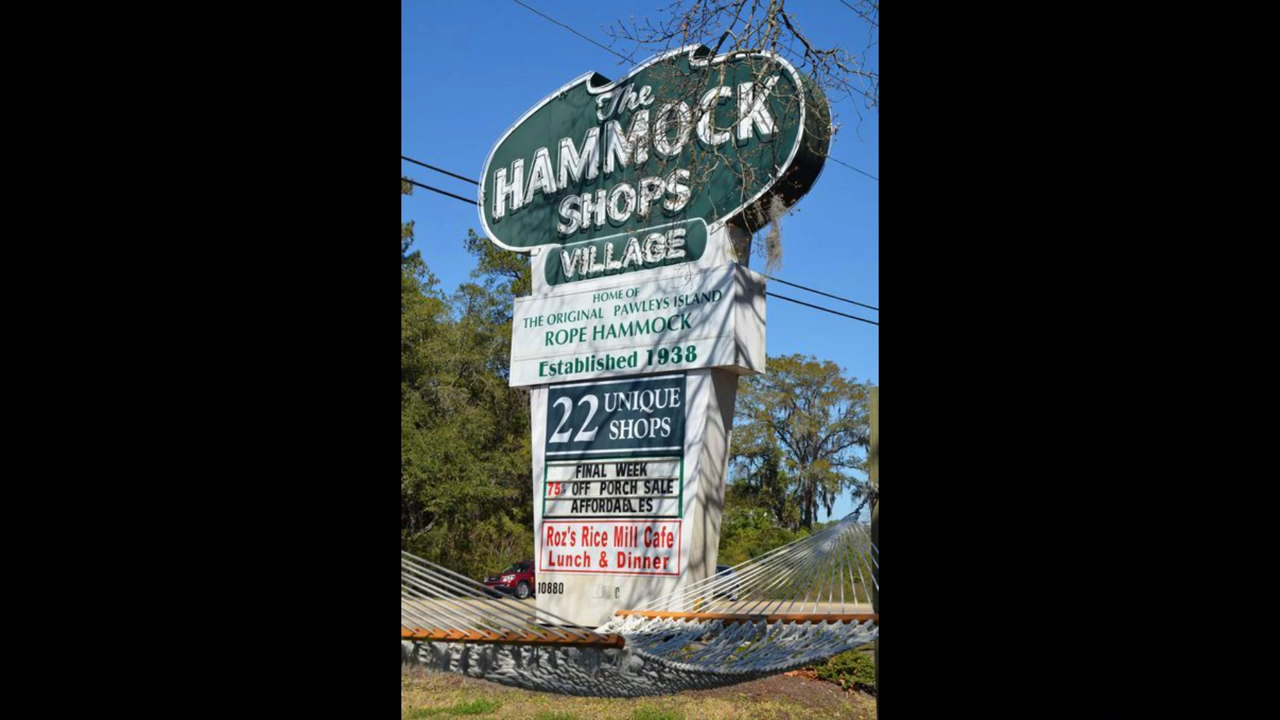 The
HAMMOCK
SHOPS
VILLAGE
HOME OF
THE ORIGINAL PAWLEYS ISLAND
ROPE HAMMOCK
Established 1938
22 UNIQUE
SHOPS
FINAL WEEK
75% OFF PORCH SALE
AFFORDABLES
Roz's Rice Mill Cafe
Lunch & Dinner
10880 C